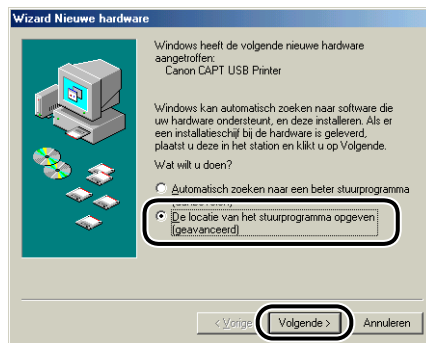 Wizard Nieuwe hardware
Windows heeft de volgende nieuwe hardware
aangetroffen:
Canon CAPT USB Printer
Windows kan automatisch zoeken naar software die
uw hardware ondersteunt, en deze installeren. Als er
een installatieschijf bij de hardware is geleverd,
plaatst u deze in het station en klikt u op Volgende.
Wat wilt u doen?
Automatisch zoeken naar een beter stuurprogramma
De locatie van het stuurprogramma opgeven
(geavanceerd)
< Vorige Volgende > Annuleren